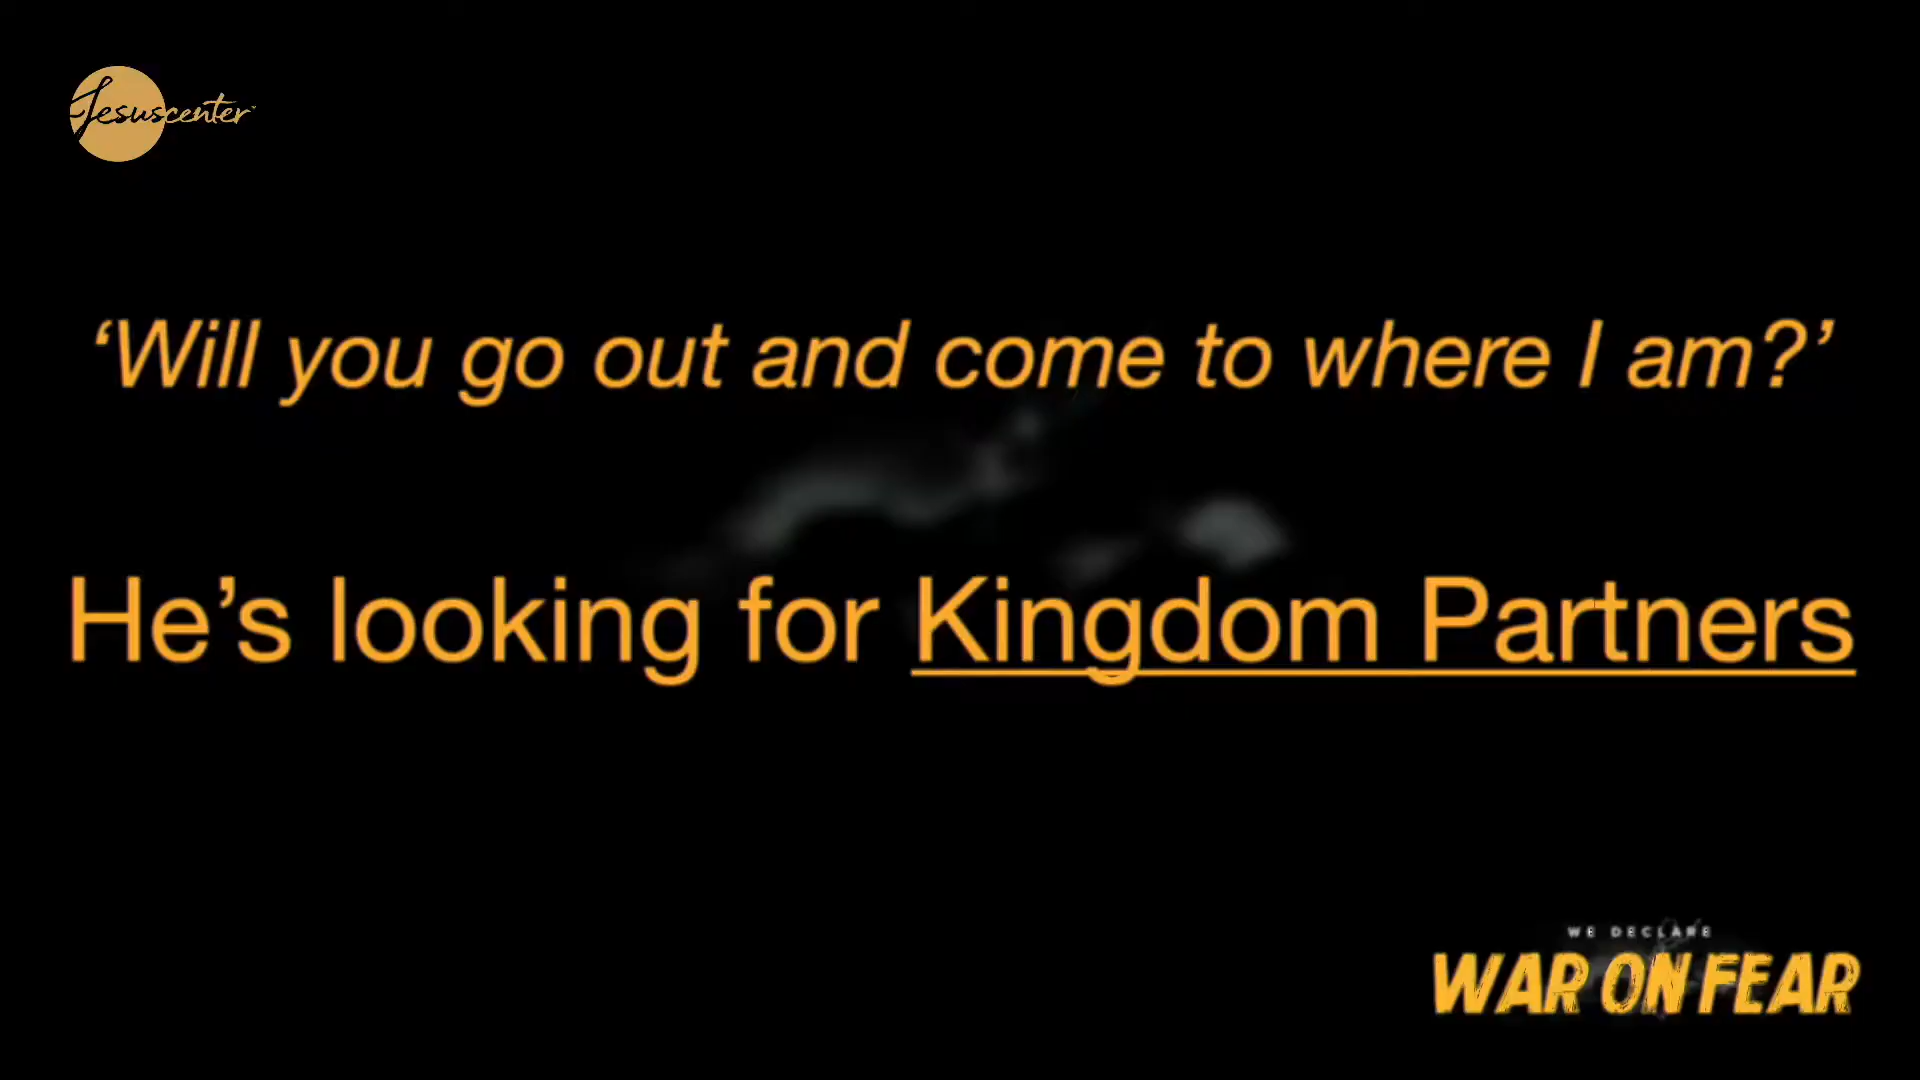 Jesuscenter
‘Will you go out and come to where I am?’
He’s looking for Kingdom Partners
WE DECLARE
WAR ON FEAR